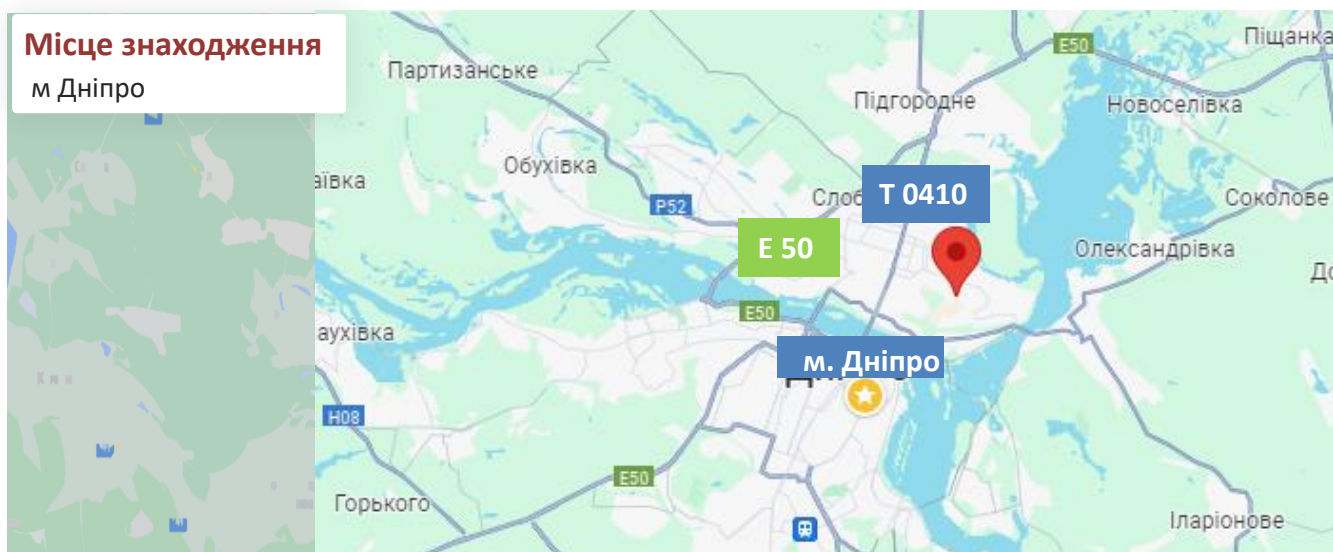 Місце знаходження
м Дніпро
E50
Піщанка
Партизанське
Підгородне
Новоселівка
Обухівка
аївка
Т 0410
Слоб
Соколове
P52
Е 50
Олександрівка
До
E50
аухівка
м. Дніпро
H08
E50
Горького
Іларіонове